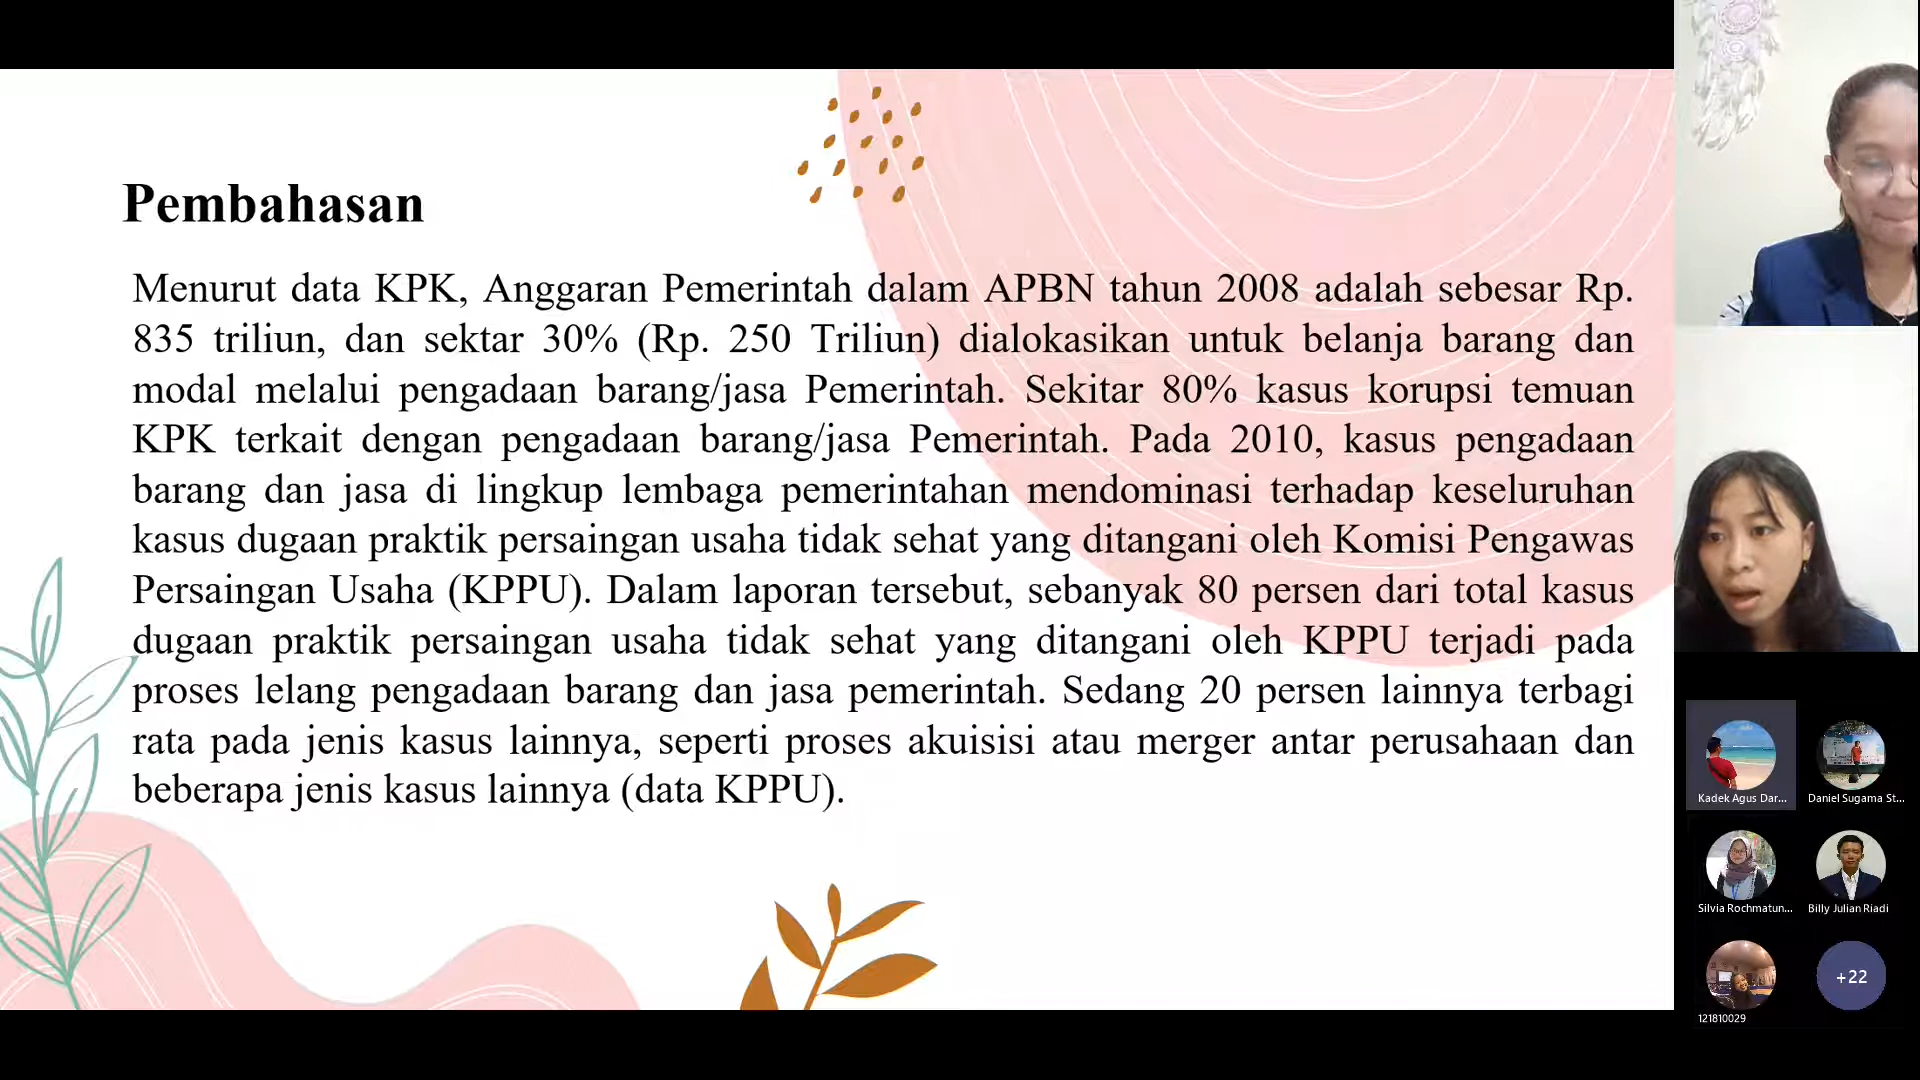 Pembahasan
Menurut data KPK, Anggaran Pemerintah dalam APBN tahun 2008 adalah sebesar Rp.
835 triliun, dan sektar 30% (Rp. 250 Triliun) dialokasikan untuk belanja barang dan
modal melalui pengadaan barang/jasa Pemerintah. Sekitar 80% kasus korupsi temuan
KPK terkait dengan pengadaan barang/jasa Pemerintah. Pada 2010, kasus pengadaan
barang dan jasa di lingkup lembaga pemerintahan mendominasi terhadap keseluruhan
kasus dugaan praktik persaingan usaha tidak sehat yang ditangani oleh Komisi Pengawas
Persaingan Usaha (KPPU). Dalam laporan tersebut, sebanyak 80 persen dari total kasus
dugaan praktik persaingan usaha tidak sehat yang ditangani oleh KPPU terjadi pada
proses lelang pengadaan barang dan jasa pemerintah. Sedang 20 persen lainnya terbagi
rata pada jenis kasus lainnya, seperti proses akuisisi atau merger antar perusahaan dan
beberapa jenis kasus lainnya (data KPPU).
Kadek Agus Dar...
Daniel Sugama St...
Silvia Rochmatun...
Billy Julian Riadi
121810029
+22